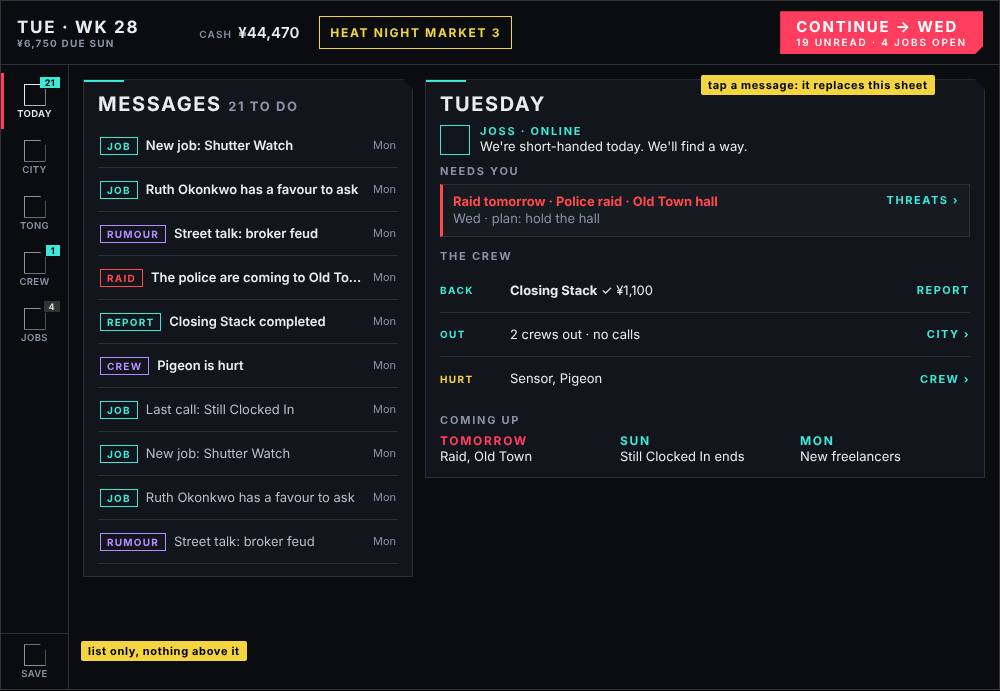 TUE · WK 28
¥6,750 DUE SUN
CASH ¥44,470
HEAT NIGHT MARKET 3
CONTINUE → WED
19 UNREAD · 4 JOBS OPEN
21
TODAY
CITY
TONG
1
CREW
4
JOBS
SAVE
MESSAGES 21 TO DO
JOB New job: Shutter Watch Mon
JOB Ruth Okonkwo has a favour to ask Mon
RUMOUR Street talk: broker feud Mon
RAID The police are coming to Old To... Mon
REPORT Closing Stack completed Mon
CREW Pigeon is hurt Mon
JOB Last call: Still Clocked In Mon
JOB New job: Shutter Watch Mon
JOB Ruth Okonkwo has a favour to ask Mon
RUMOUR Street talk: broker feud Mon
list only, nothing above it
tap a message: it replaces this sheet
TUESDAY
JOSS · ONLINE
We're short-handed today. We'll find a way.
NEEDS YOU
Raid tomorrow · Police raid · Old Town hall THREATS ›
Wed · plan: hold the hall
THE CREW
BACK Closing Stack ✓ ¥1,100 REPORT
OUT 2 crews out · no calls CITY ›
HURT Sensor, Pigeon CREW ›
COMING UP
TOMORROW SUN MON
Raid, Old Town Still Clocked In ends New freelancers